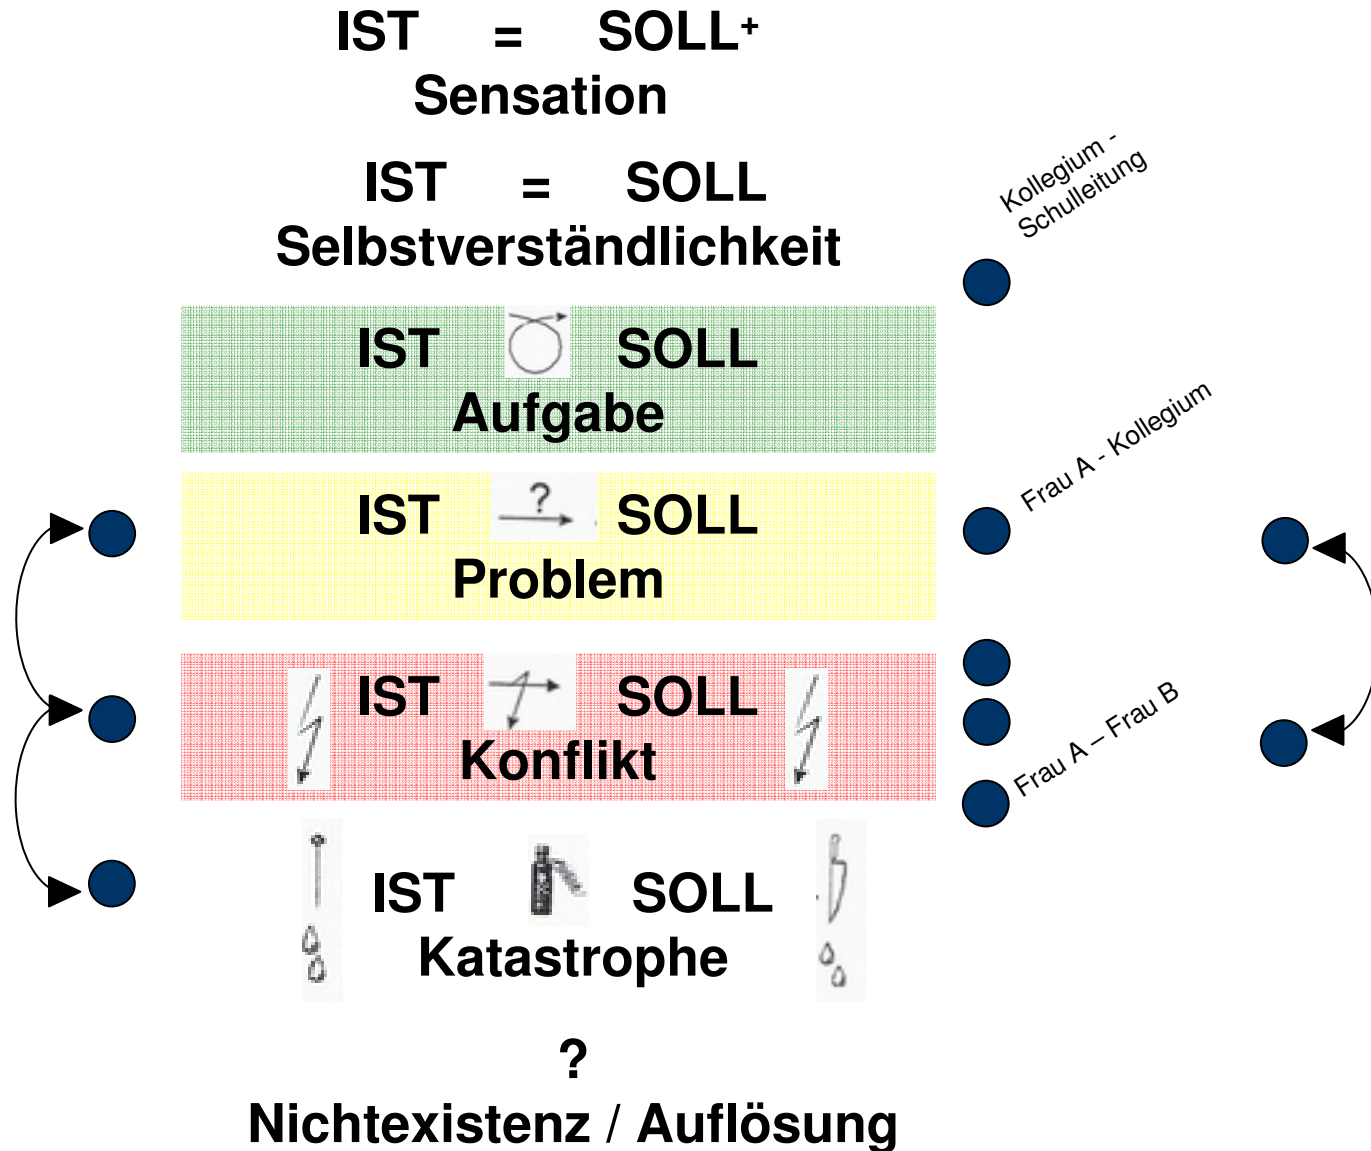 IST = SOLL+
Sensation
IST = SOLL
Selbstverständlichkeit
Kollegium -
Schulleitung
IST SOLL
Aufgabe
Frau A - Kollegium
IST ? SOLL
Problem
IST SOLL
Konflikt
Frau A – Frau B
IST SOLL
Katastrophe
?
Nichtexistenz / Auflösung